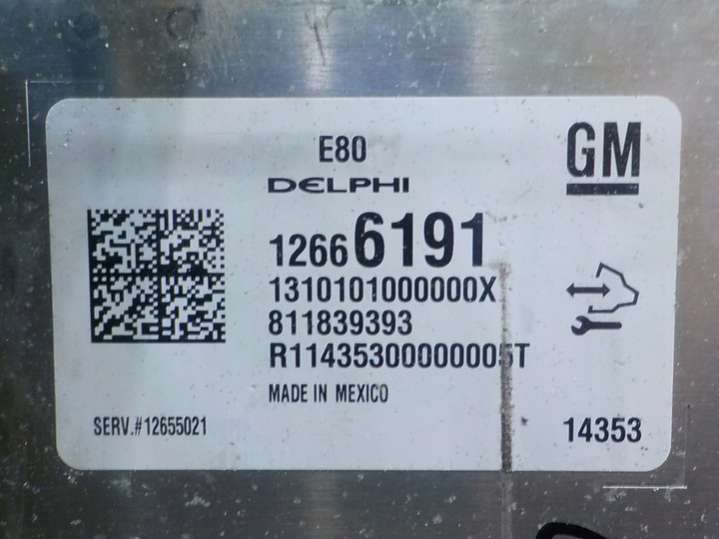 E80
GM
DELPHI
12666191
1310101000000X
811839393
R11435300000005T
MADE IN MEXICO
SERV.#12655021
14353